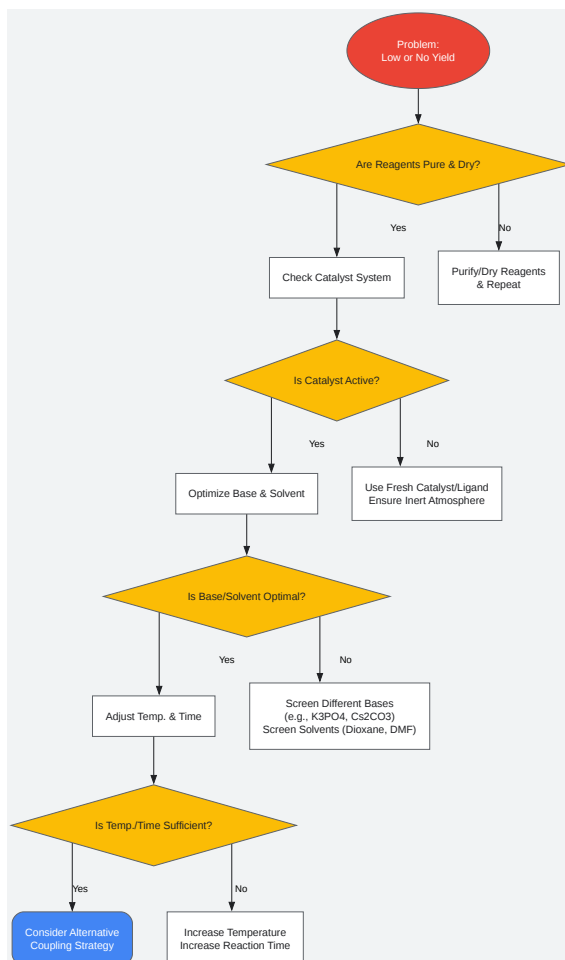 Problem:
Low or No Yield
Are Reagents Pure & Dry?
Yes
No
Check Catalyst System
Purify/Dry Reagents
& Repeat
Is Catalyst Active?
Yes
No
Optimize Base & Solvent
Use Fresh Catalyst/Ligand
Ensure Inert Atmosphere
Is Base/Solvent Optimal?
Yes
No
Adjust Temp. & Time
Screen Different Bases
(e.g., K3PO4, Cs2CO3)
Screen Solvents (Dioxane, DMF)
Is Temp./Time Sufficient?
Yes
No
Consider Alternative
Coupling Strategy
Increase Temperature
Increase Reaction Time